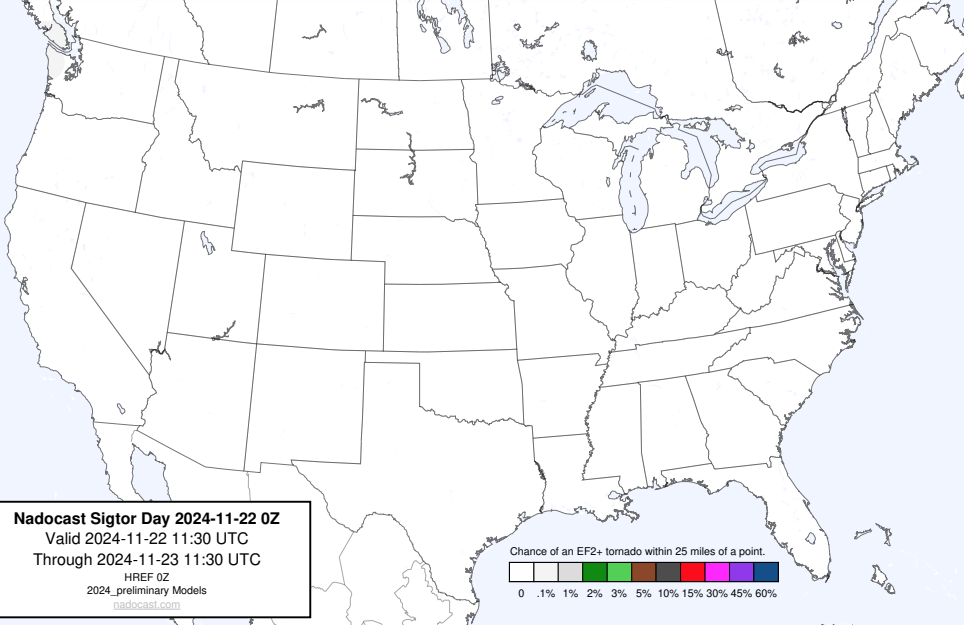 Nadocast Sigtor Day 2024-11-22 0Z
Valid 2024-11-22 11:30 UTC
Through 2024-11-23 11:30 UTC
HREF 0Z
2024_preliminary Models
nadocast.com
Chance of an EF2+ tornado within 25 miles of a point.
0 .1% 1% 2% 3% 5% 10% 15% 30% 45% 60%